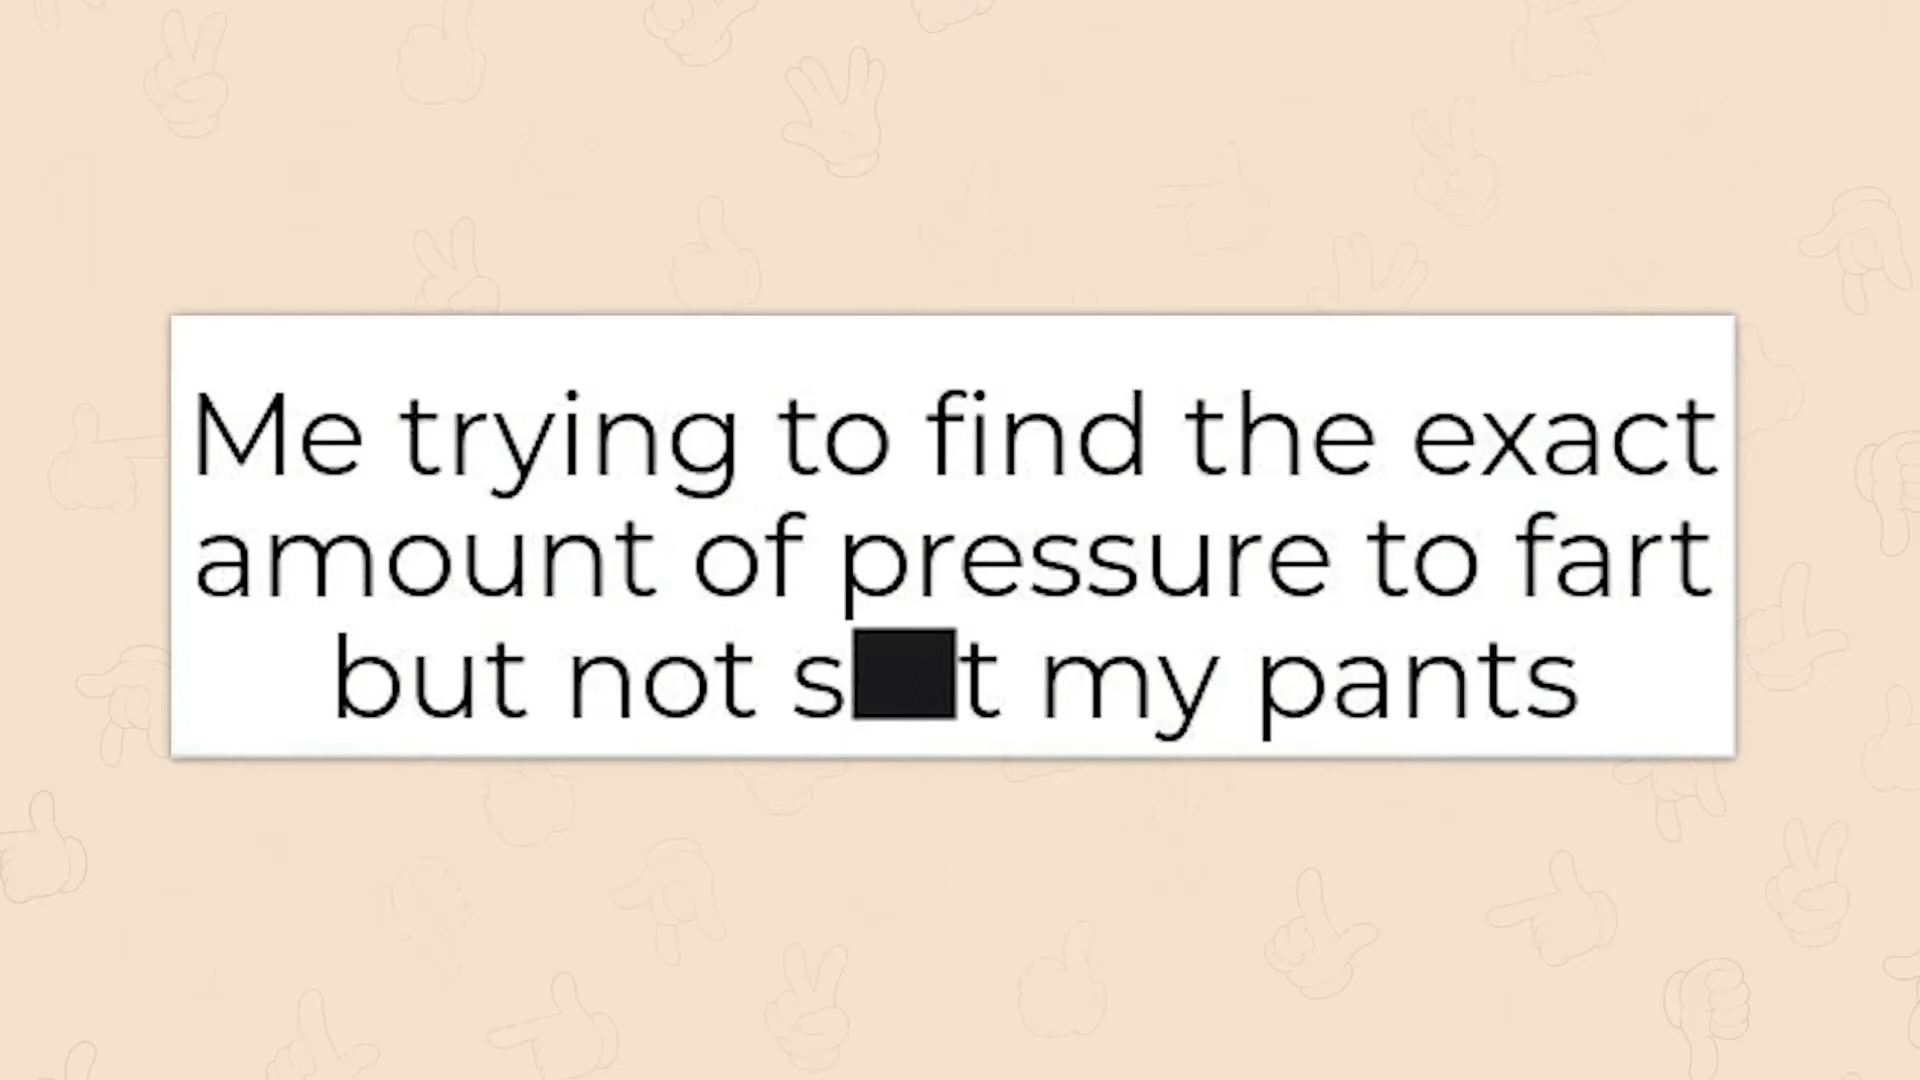 Me trying to find the exact
amount of pressure to fart
but not s■t my pants